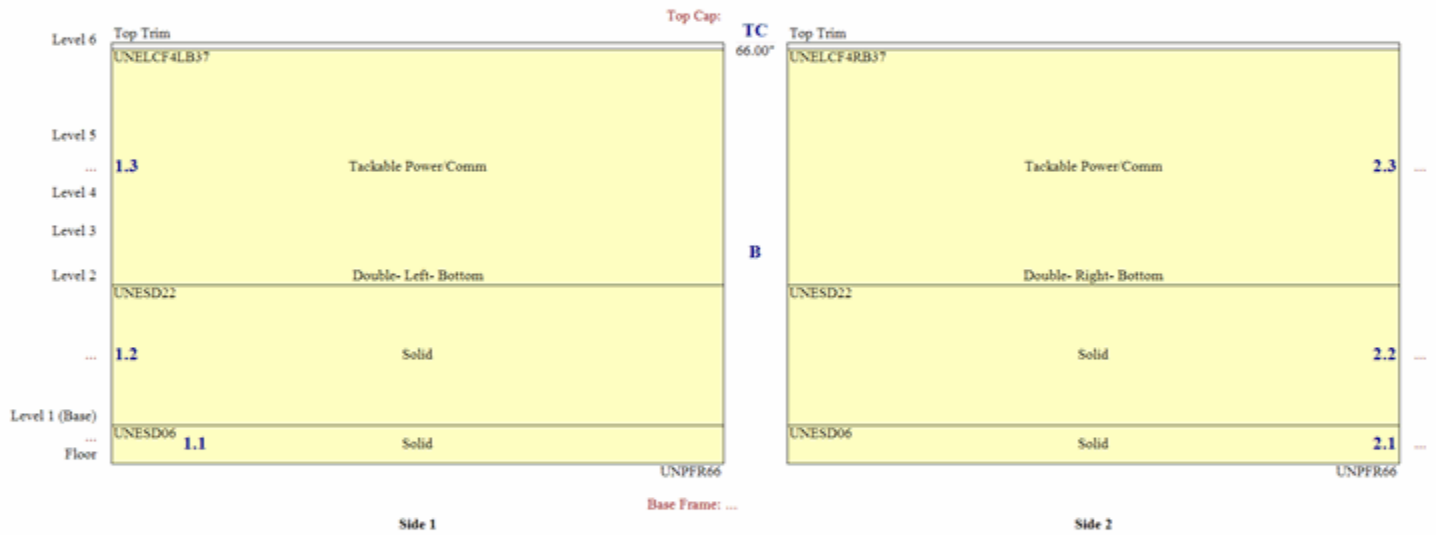 Top Cap:
Level 6 Top Trim TC Top Trim
66.00"
UNELCF4LB37 UNELCF4RB37
Level 5
... 1.3 Tackable Power/Comm Tackable Power/Comm 2.3 ...
Level 4
Level 3
B
Level 2 Double- Left- Bottom Double- Right- Bottom
UNESD22 UNESD22
... 1.2 Solid Solid 2.2 ...
Level 1 (Base)
UNESD06 UNESD06
... 1.1 Solid Solid 2.1 ...
Floor
UNPFR66 UNPFR66
Base Frame: ...
Side 1 Side 2